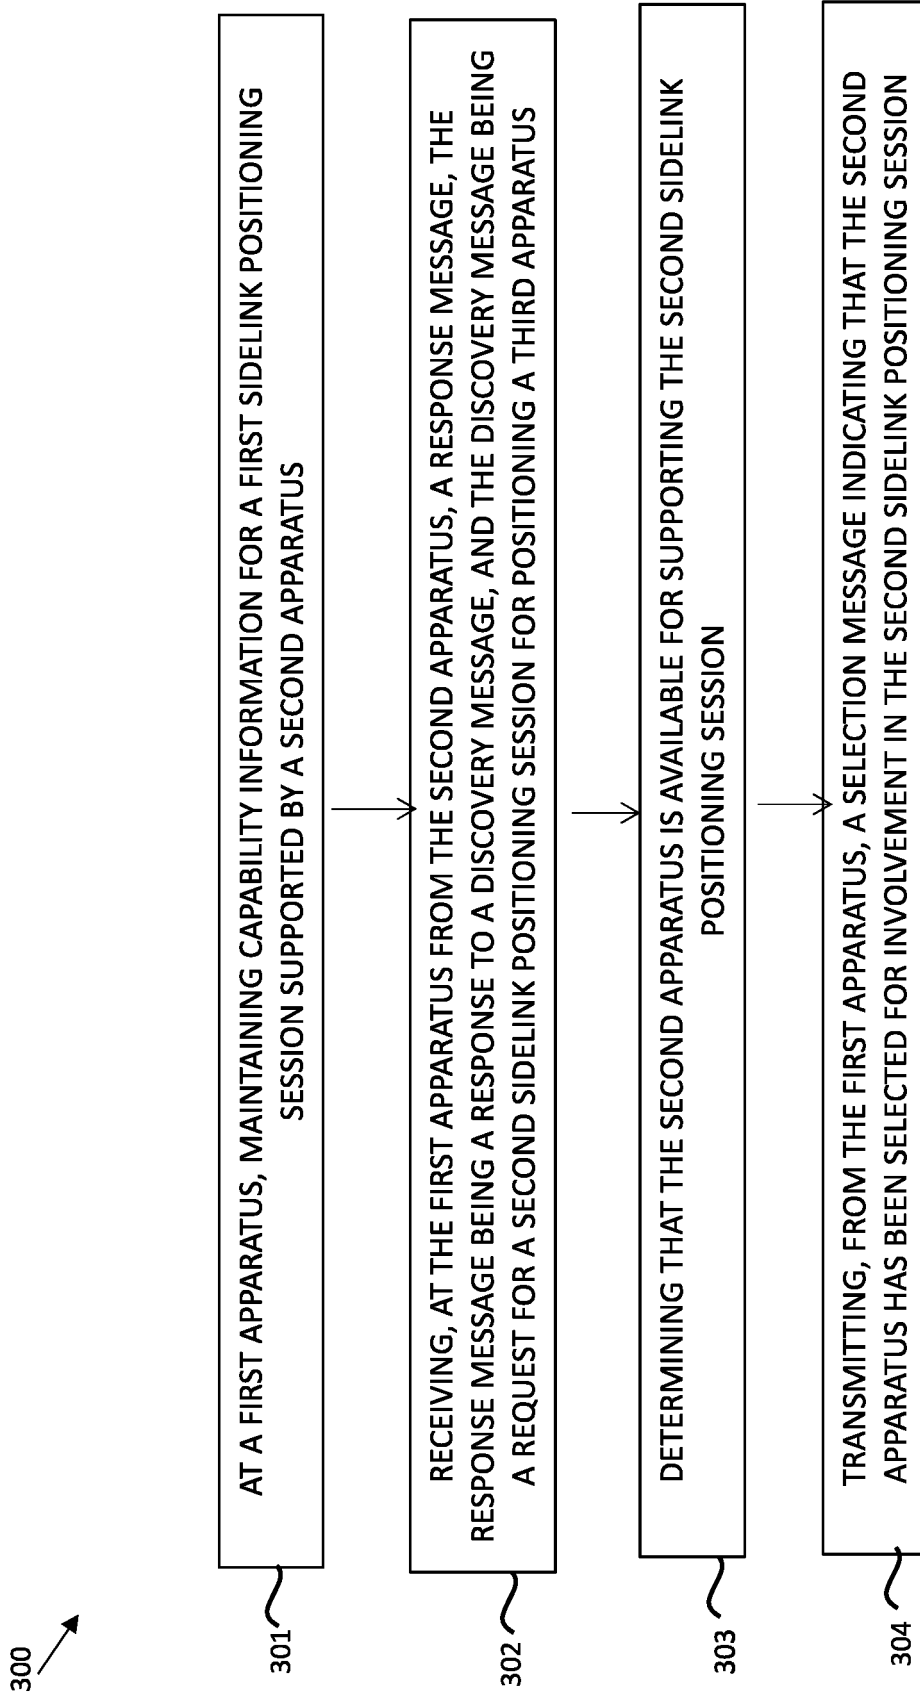 300
301
AT A FIRST APPARATUS, MAINTAINING CAPABILITY INFORMATION FOR A FIRST SIDELINK POSITIONING
SESSION SUPPORTED BY A SECOND APPARATUS
302
RECEIVING, AT THE FIRST APPARATUS FROM THE SECOND APPARATUS, A RESPONSE MESSAGE, THE
RESPONSE MESSAGE BEING A RESPONSE TO A DISCOVERY MESSAGE, AND THE DISCOVERY MESSAGE BEING
A REQUEST FOR A SECOND SIDELINK POSITIONING SESSION FOR POSITIONING A THIRD APPARATUS
303
DETERMINING THAT THE SECOND APPARATUS IS AVAILABLE FOR SUPPORTING THE SECOND SIDELINK
POSITIONING SESSION
304
TRANSMITTING, FROM THE FIRST APPARATUS, A SELECTION MESSAGE INDICATING THAT THE SECOND
APPARATUS HAS BEEN SELECTED FOR INVOLVEMENT IN THE SECOND SIDELINK POSITIONING SESSION